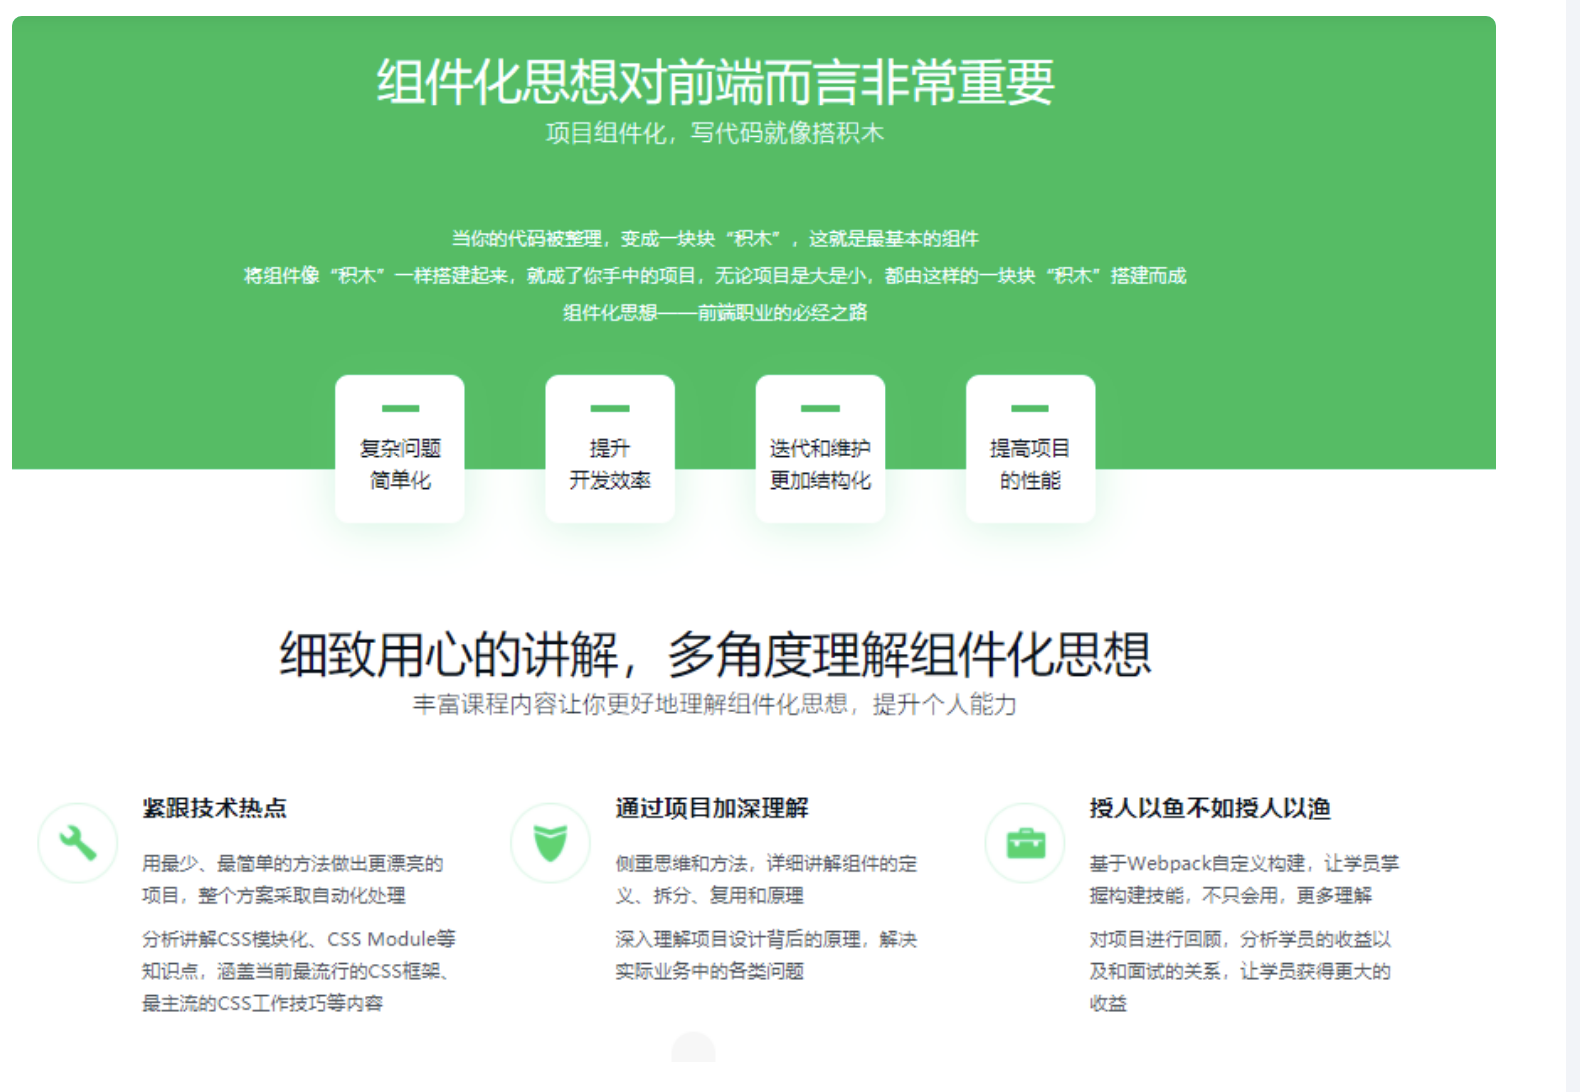 组件化思想对前端而言非常重要
项目组件化，写代码就像搭积木
当你的代码被整理，变成一块块“积木”，这就是最基本的组件
将组件像“积木”一样搭建起来，就成了你手中的项目，无论项目是大是小，都由这样的一块块“积木”搭建而成
组件化思想——前端职业的必经之路
复杂问题
简单化
提升
开发效率
迭代和维护
更加结构化
提高项目
的性能
细致用心的讲解，多角度理解组件化思想
丰富课程内容让你更好地理解组件化思想，提升个人能力
紧跟技术热点
用最少、最简单的方法做出更漂亮的
项目，整个方案采取自动化处理
分析讲解CSS模块化、CSS Module等
知识点，涵盖当前最流行的CSS框架、
最主流的CSS工作技巧等内容
通过项目加深理解
侧重思维和方法，详细讲解组件的定
义、拆分、复用和原理
深入理解项目设计背后的原理，解决
实际业务中的各类问题
授人以鱼不如授人以渔
基于Webpack自定义构建，让学员掌
握构建技能，不只会用，更多理解
对项目进行回顾，分析学员的收益以
及和面试的关系，让学员获得更大的
收益